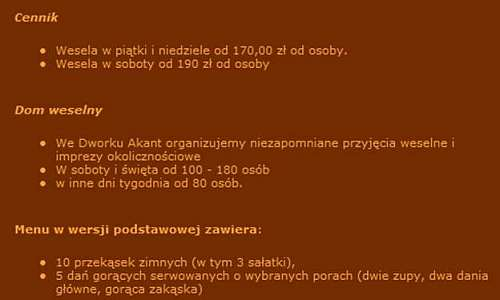 Cennik
• Wesela w piątki i niedziele od 170,00 zł od osoby.
• Wesela w soboty od 190 zł od osoby
Dom weselny
• We Dworku Akant organizujemy niezapomniane przyjęcia weselne i
imprezy okolicznościowe
• W soboty i święta od 100 - 180 osób
• w inne dni tygodnia od 80 osób.
Menu w wersji podstawowej zawiera:
• 10 przekąsek zimnych (w tym 3 sałatki),
• 5 dań gorących serwowanych o wybranych porach (dwie zupy, dwa dania
główne, gorąca zakąska)